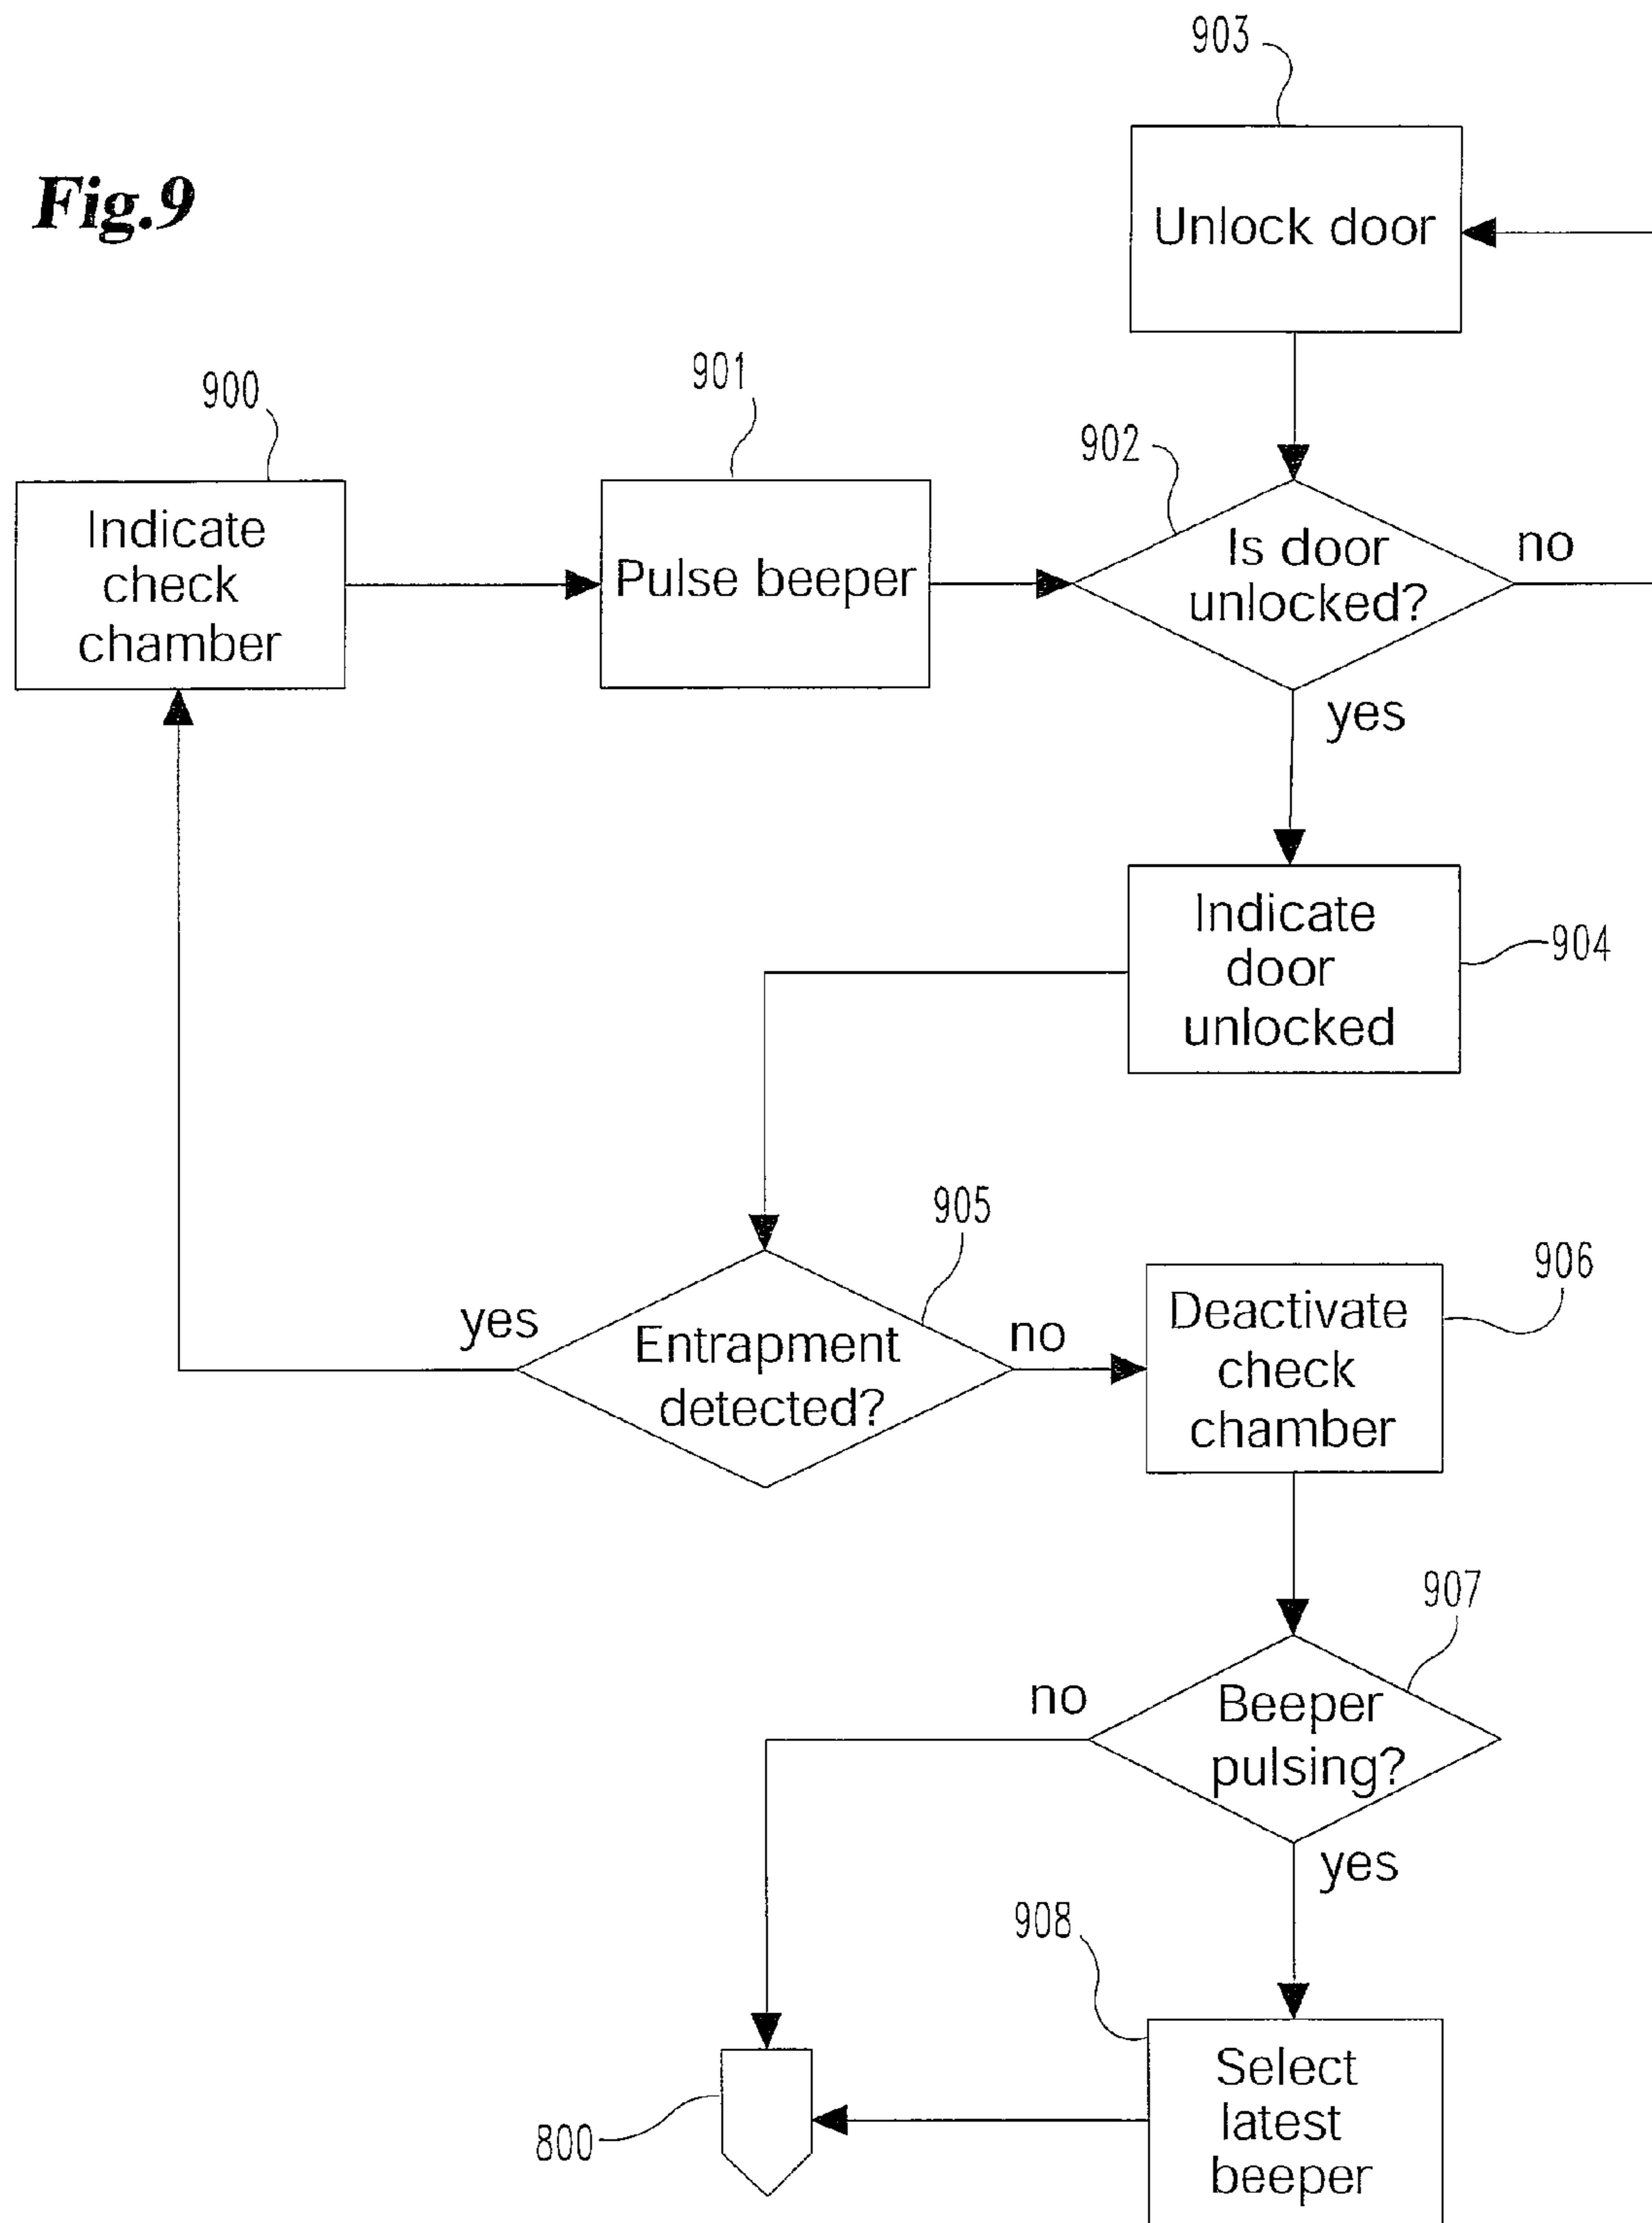 903
Fig.9
Unlock door
900
901
902
Indicate
check
chamber
Pulse beeper
Is door
unlocked?
no
yes
Indicate
door
unlocked
904
905
906
yes
Entrapment
detected?
no
Deactivate
check
chamber
907
no
Beeper
pulsing?
yes
908
Select
latest
beeper
800